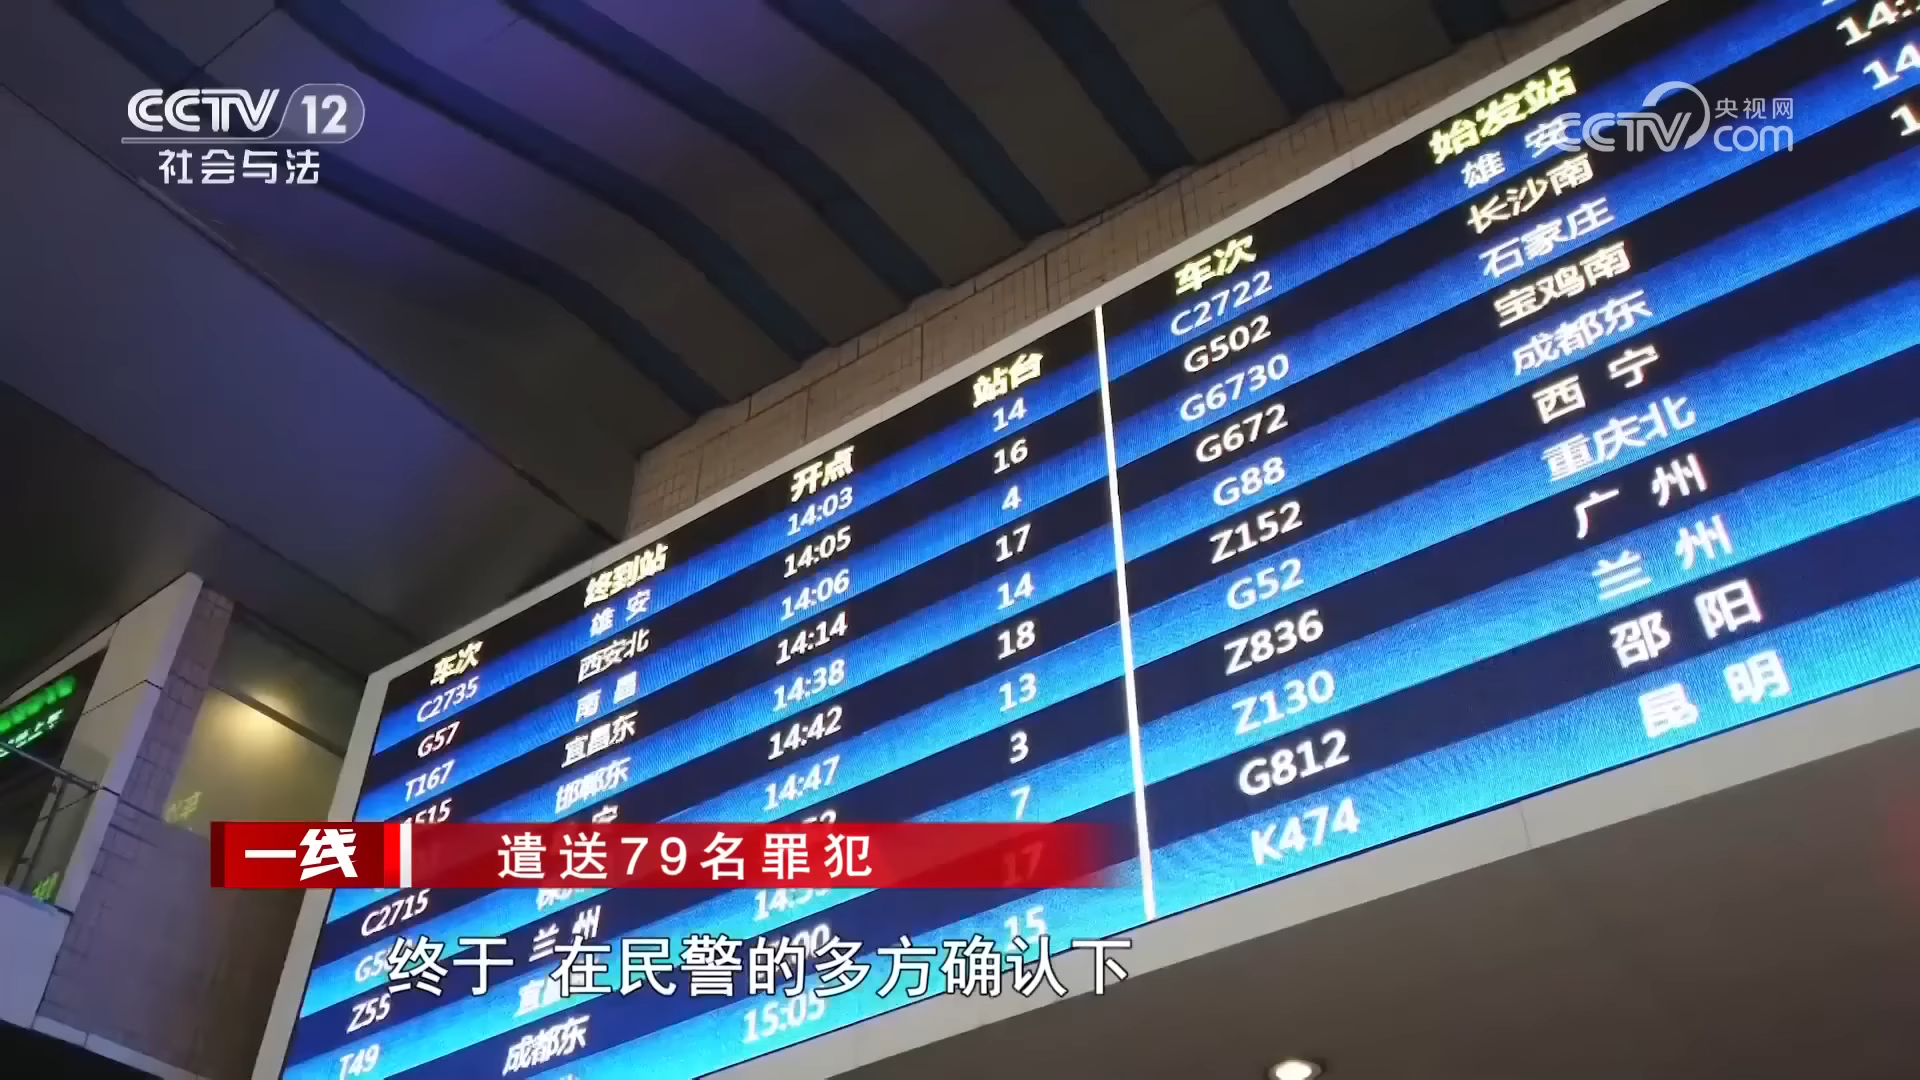 CCTV 12
社会与法
央视网
CCTV com
车次 终到站 开点 站台
C2735 雄安 14:03 14
G57 西安北 14:05 16
T167 南昌 14:06 4
宜昌东 14:14 17
邯郸东 14:38 14
14:42 18
14:47 13
3
7
C2715 17
Z55 兰州 15
T49
成都东
15:05
车次 始发站
C2722 雄安
G502 长沙南
G6730 石家庄
G672 宝鸡南
G88 成都东
Z152 西宁
G52 重庆北
Z836 广州
Z130 兰州
G812 邵阳
K474 昆明
一线 遣送79名罪犯
终于 在民警的多方确认下